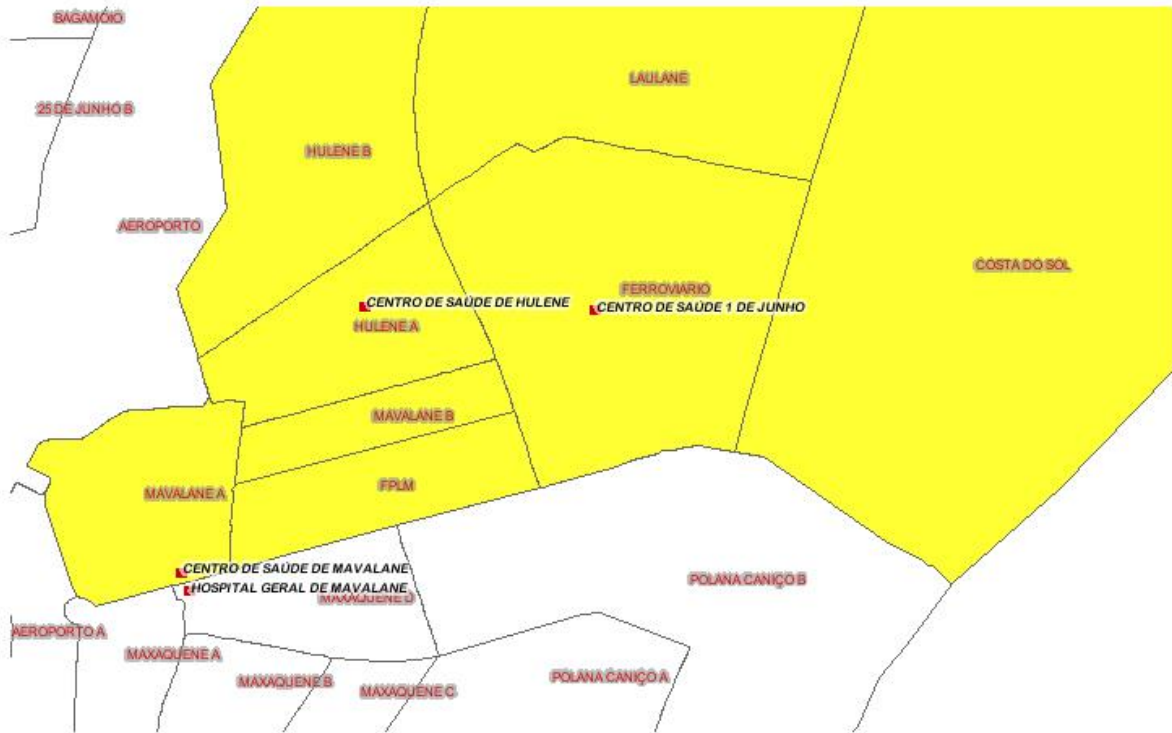 BAGAMOIO
LAULANE
25 DE JUNHO B
HULENE B
AEROPORTO
COSTA DO SOL
FERROVIARIO
CENTRO DE SAÚDE DE HULENE
CENTRO DE SAÚDE 1 DE JUNHO
HULENE A
MAVALANE B
FPLM
MAVALANE A
CENTRO DE SAÚDE DE MAVALANE
POLANA CANIÇO B
HOSPITAL GERAL DE MAVALANE
MAXAQUENE D
AEROPORTO A
MAXAQUENE A
POLANA CANIÇO A
MAXAQUENE B
MAXAQUENE C